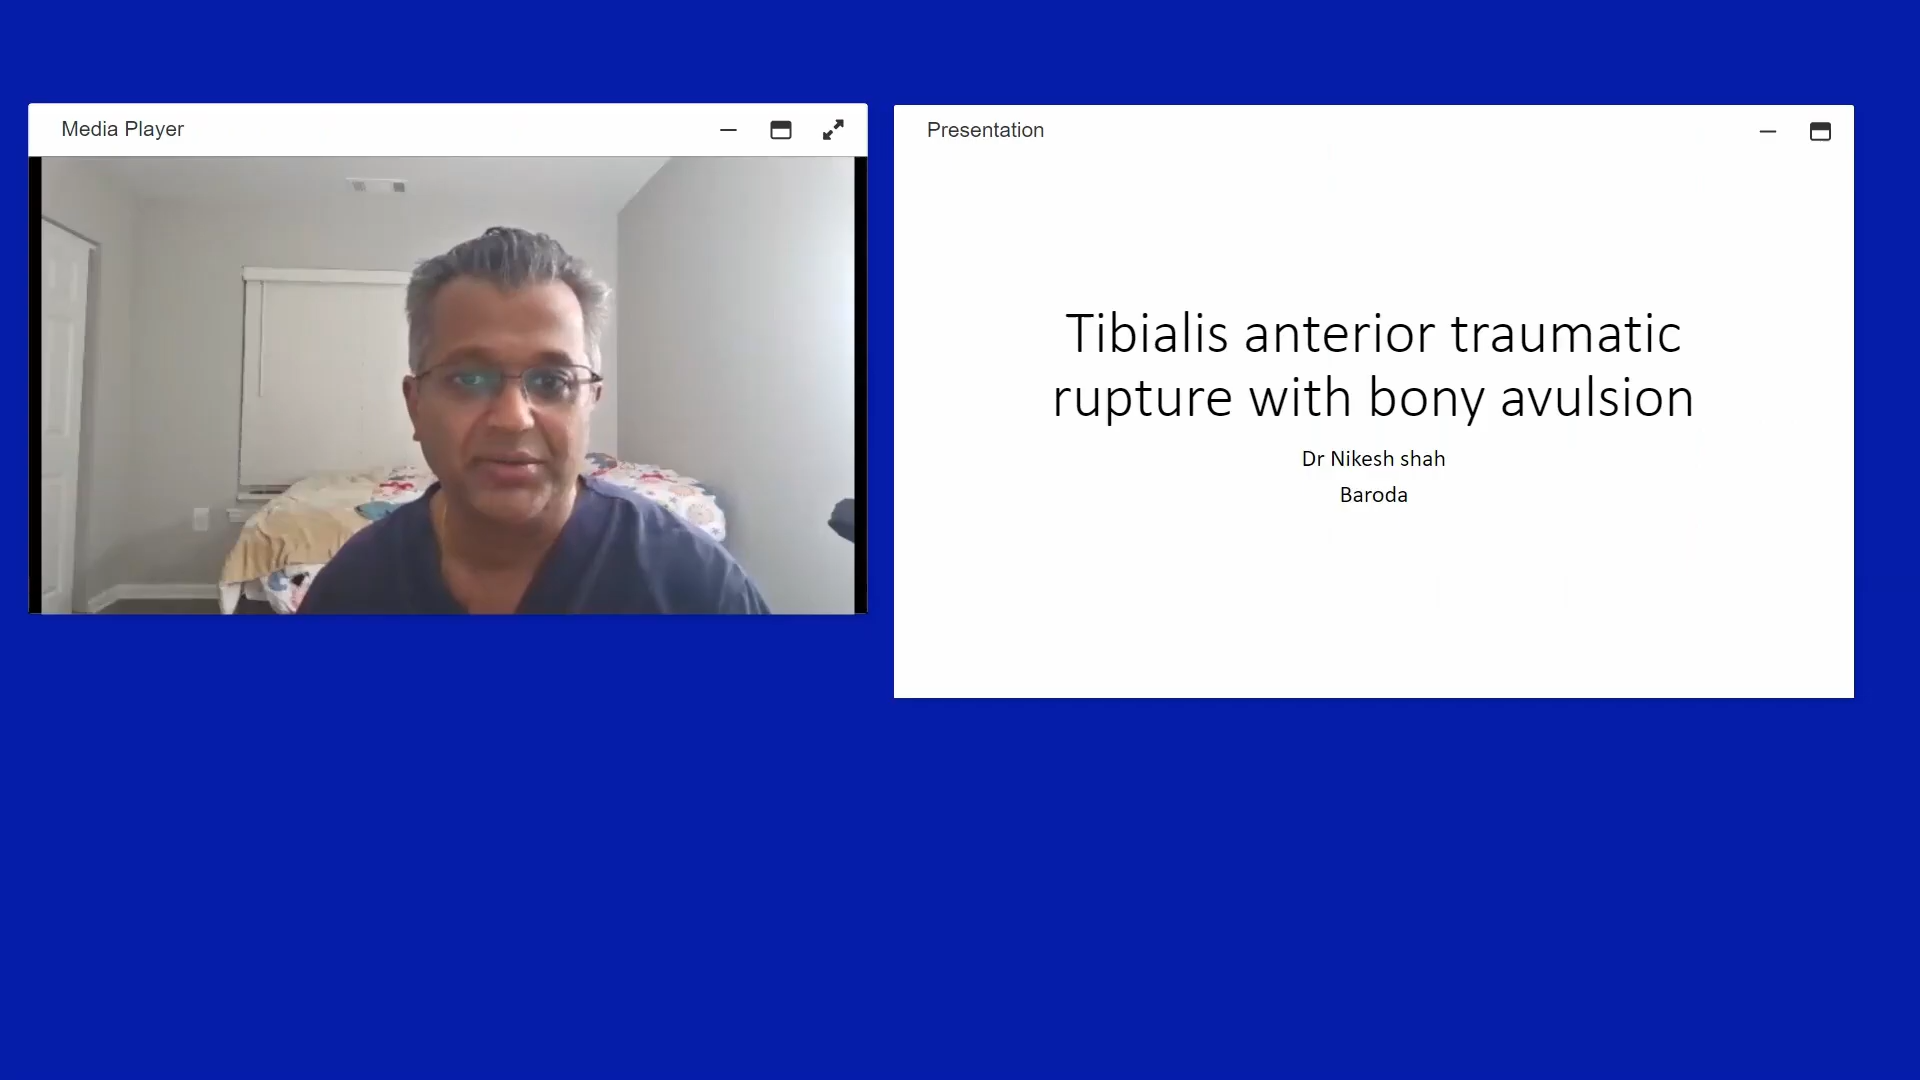 Media Player
Presentation
Tibialis anterior traumatic
rupture with bony avulsion
Dr Nikesh shah
Baroda